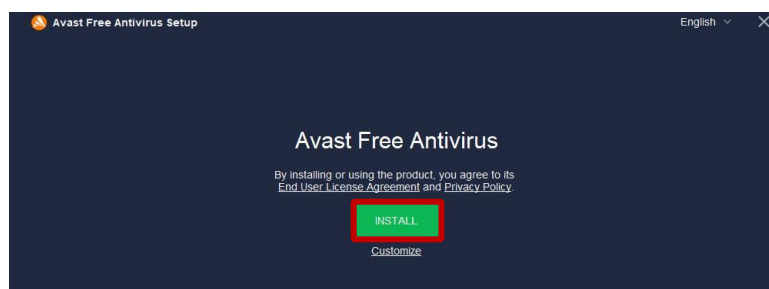 Avast Free Antivirus Setup
English
Avast Free Antivirus
By installing or using the product, you agree to its
End User License Agreement and Privacy Policy.
INSTALL
Customize